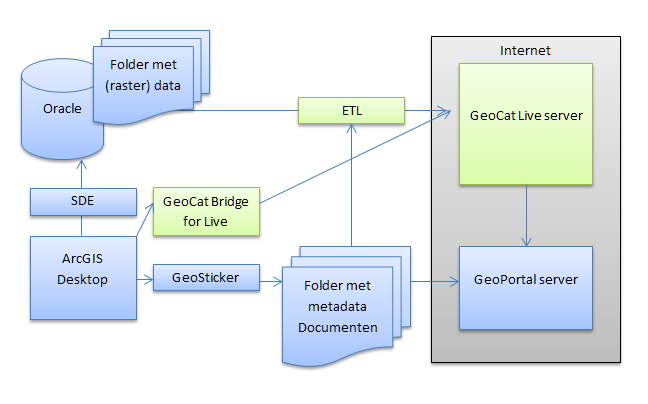 Internet
Folder met
(raster) data
Oracle
ETL
GeoCat Live server
SDE
GeoCat Bridge
for Live
ArcGIS
Desktop
GeoSticker
Folder met
metadata
Documenten
GeoPortal server